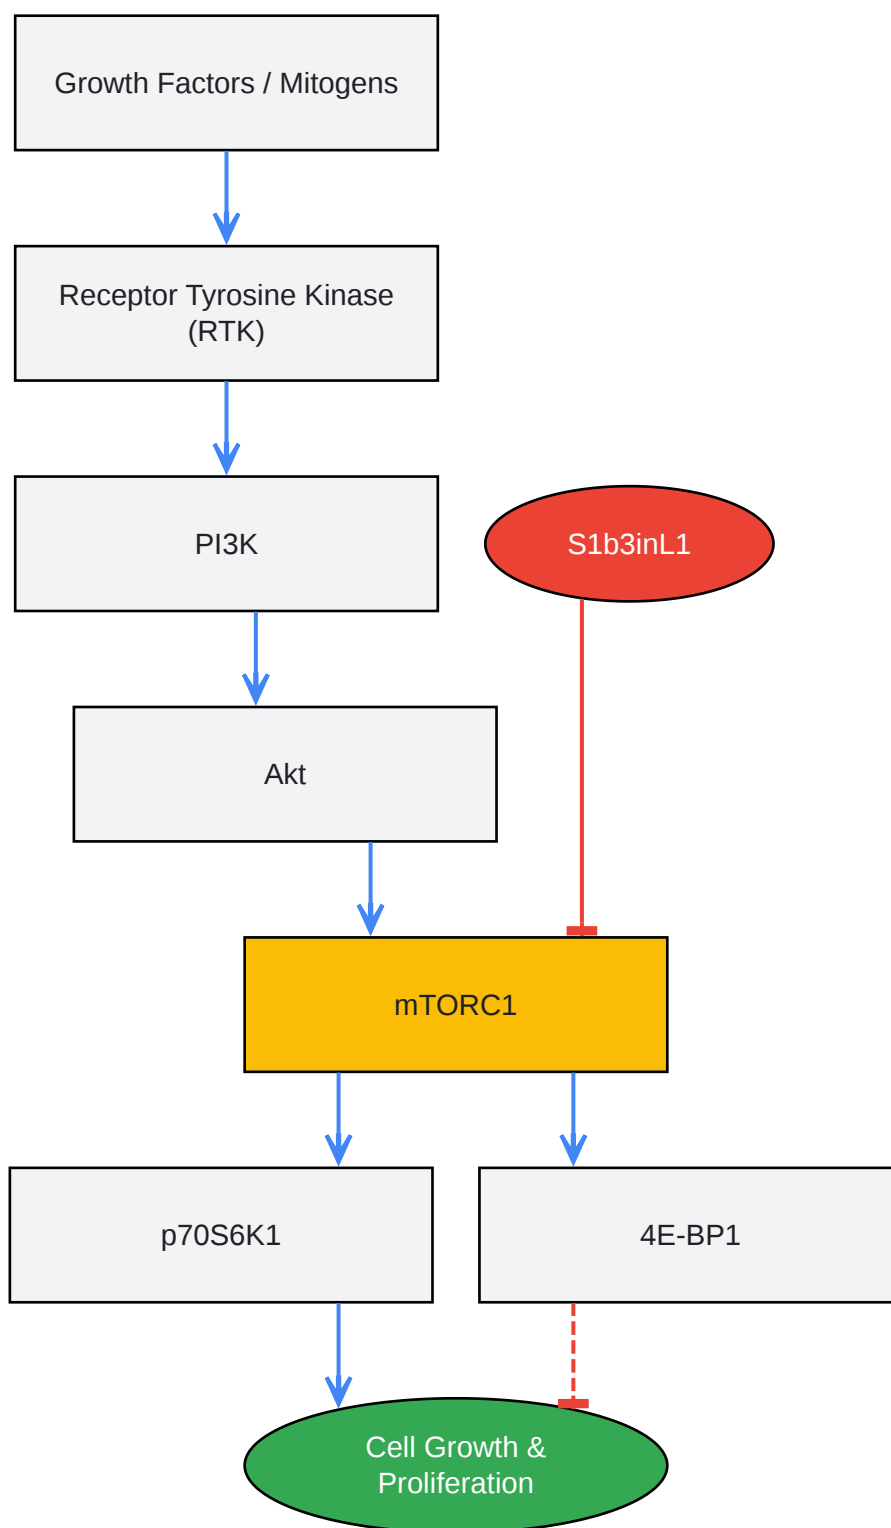 Growth Factors / Mitogens
Receptor Tyrosine Kinase
(RTK)
PI3K
S1b3inL1
Akt
mTORC1
p70S6K1
4E-BP1
Cell Growth &
Proliferation